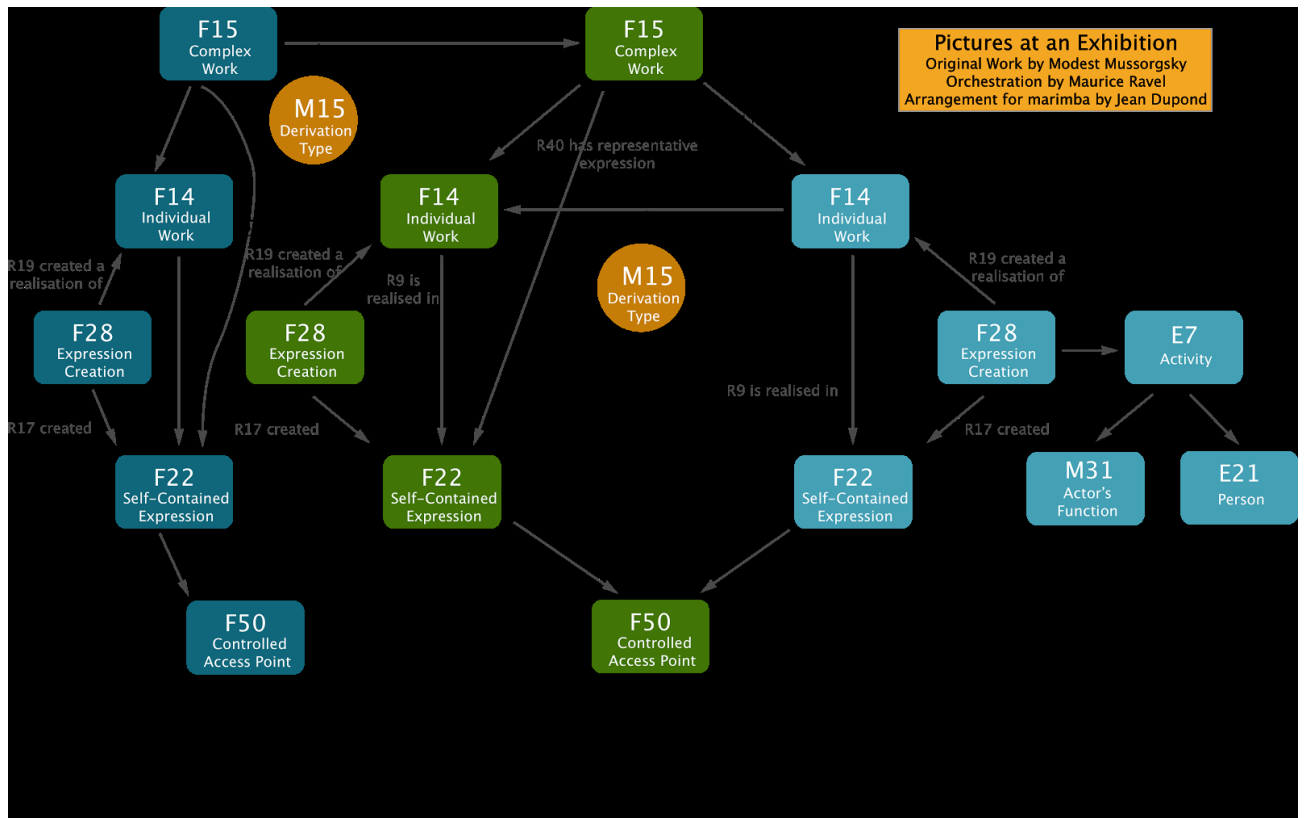 F15
Complex
Work
F15
Complex
Work
Pictures at an Exhibition
Original Work by Modest Mussorgsky
Orchestration by Maurice Ravel
Arrangement for marimba by Jean Dupond
M15
Derivation
Type
R40 has representative
expression
F14
Individual
Work
F14
Individual
Work
F14
Individual
Work
R19 created a
realisation of
R19 created a
realisation of
R9 is
realised in
M15
Derivation
Type
R19 created a
realisation of
F28
Expression
Creation
F28
Expression
Creation
F28
Expression
Creation
E7
Activity
R9 is realised in
R17 created
R17 created
R17 created
F22
Self-Contained
Expression
F22
Self-Contained
Expression
F22
Self-Contained
Expression
M31
Actor's
Function
E21
Person
F50
Controlled
Access Point
F50
Controlled
Access Point